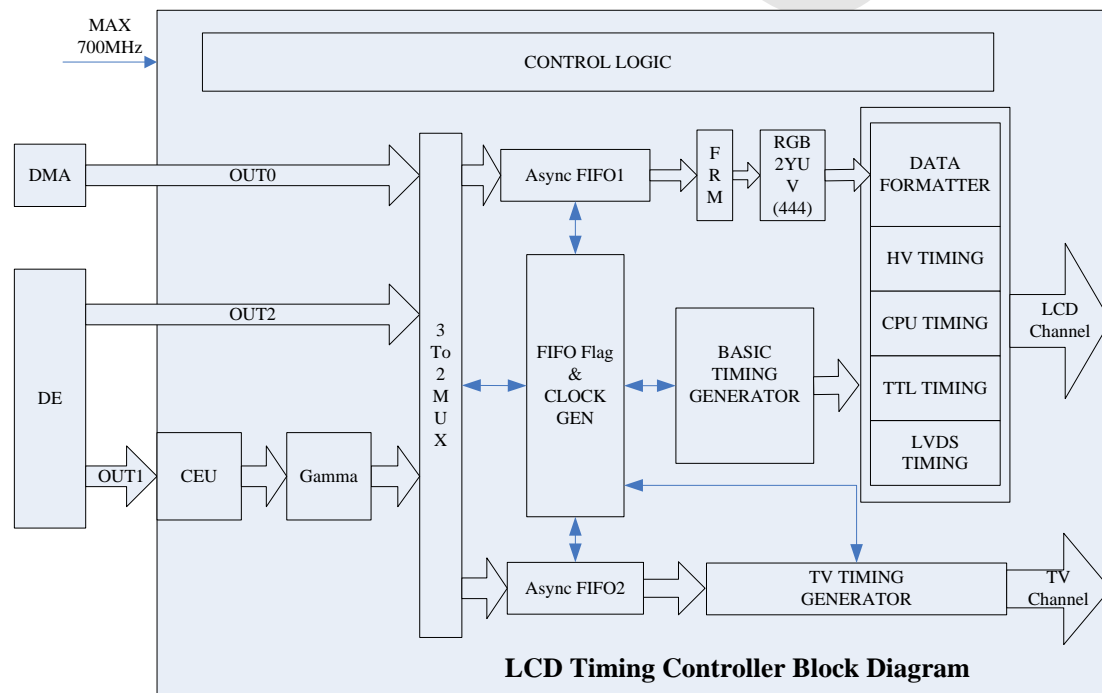 MAX
700MHz
CONTROL LOGIC
DMA
OUT0
Async FIFO1
F
R
M
RGB
2YU
V
(444)
DATA
FORMATTER
HV TIMING
CPU TIMING
TTL TIMING
LVDS
TIMING
LCD
Channel
DE
OUT2
3
To
2
M
U
X
FIFO Flag
&
CLOCK
GEN
BASIC
TIMING
GENERATOR
OUT1
CEU
Gamma
Async FIFO2
TV TIMING
GENERATOR
TV
Channel
LCD Timing Controller Block Diagram